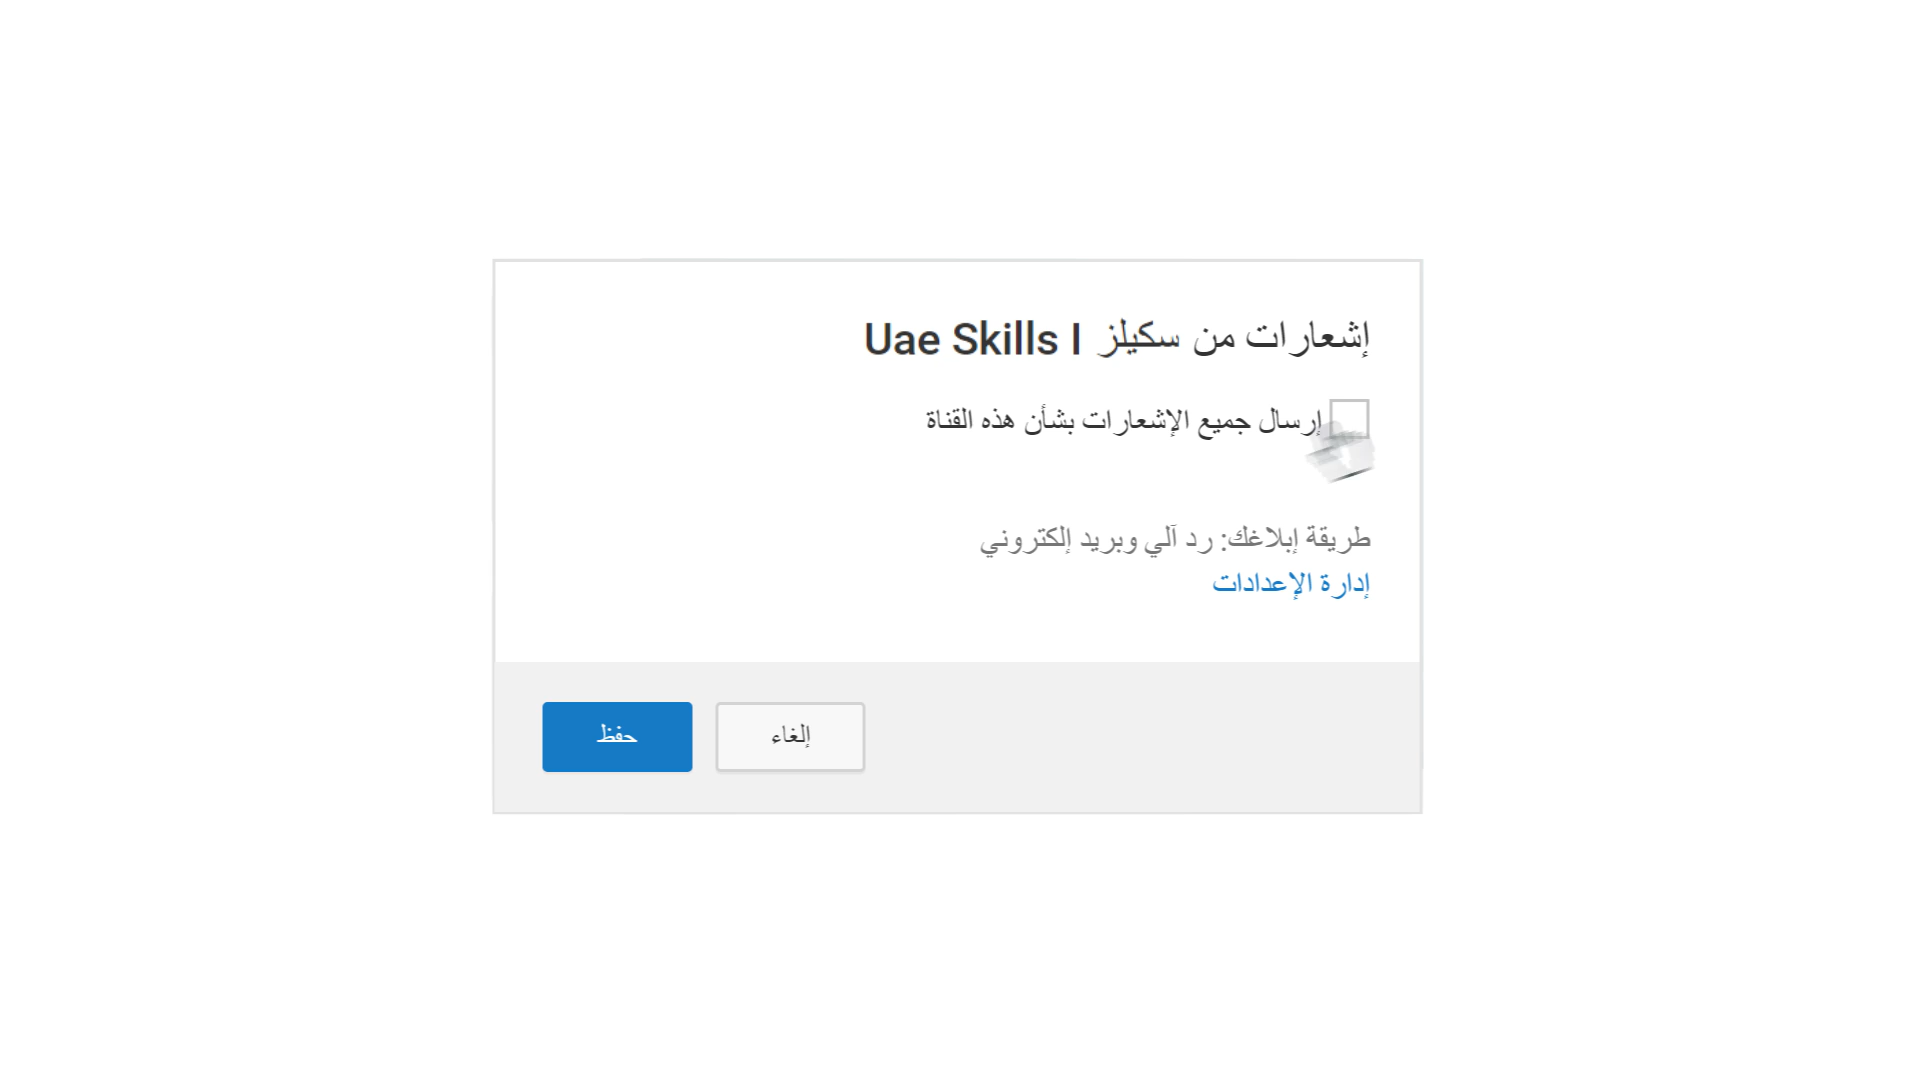 إشعارات من سكيلز Uae Skills I
إرسال جميع الإشعارات بشأن هذه القناة
طريقة إبلاغك: رد آلي وبريد إلكتروني
إدارة الإعدادات
إلغاء
حفظ